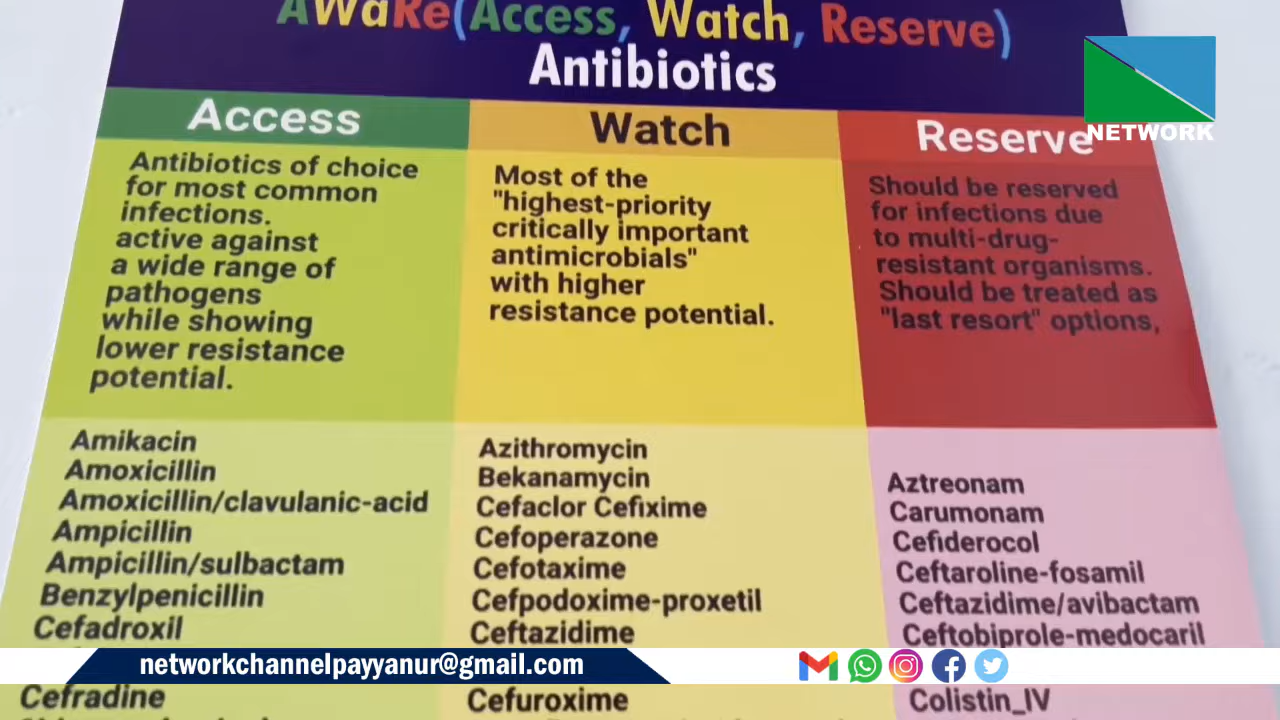 AWaRe(Access, Watch, Reserve)
Antibiotics
NETWORK
Access
Antibiotics of choice
for most common
infections.
active against
a wide range of
pathogens
while showing
lower resistance
potential.
Amikacin
Amoxicillin
Amoxicillin/clavulanic-acid
Ampicillin
Ampicillin/sulbactam
Benzylpenicillin
Cefadroxil
Cefradine
Watch
Most of the
"highest-priority
critically important
antimicrobials"
with higher
resistance potential.
Azithromycin
Bekanamycin
Cefaclor Cefixime
Cefoperazone
Cefotaxime
Cefpodoxime-proxetil
Ceftazidime
Cefuroxime
Reserve
Should be reserved
for infections due
to multi-drug-
resistant organisms.
Should be treated as
"last resort" options,
Aztreonam
Carumonam
Cefiderocol
Ceftaroline-fosamil
Ceftazidime/avibactam
Ceftobiprole-medocaril
Colistin_IV
networkchannelpayyanur@gmail.com